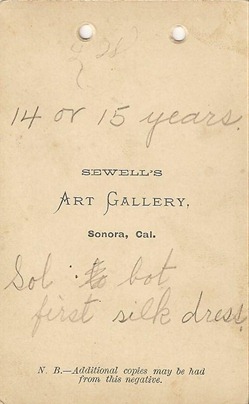 14 or 15 years.
SEWELL'S
ART GALLERY,
Sonora, Cal.
Sol bot
first silk dress
N. B.—Additional copies may be had
from this negative.